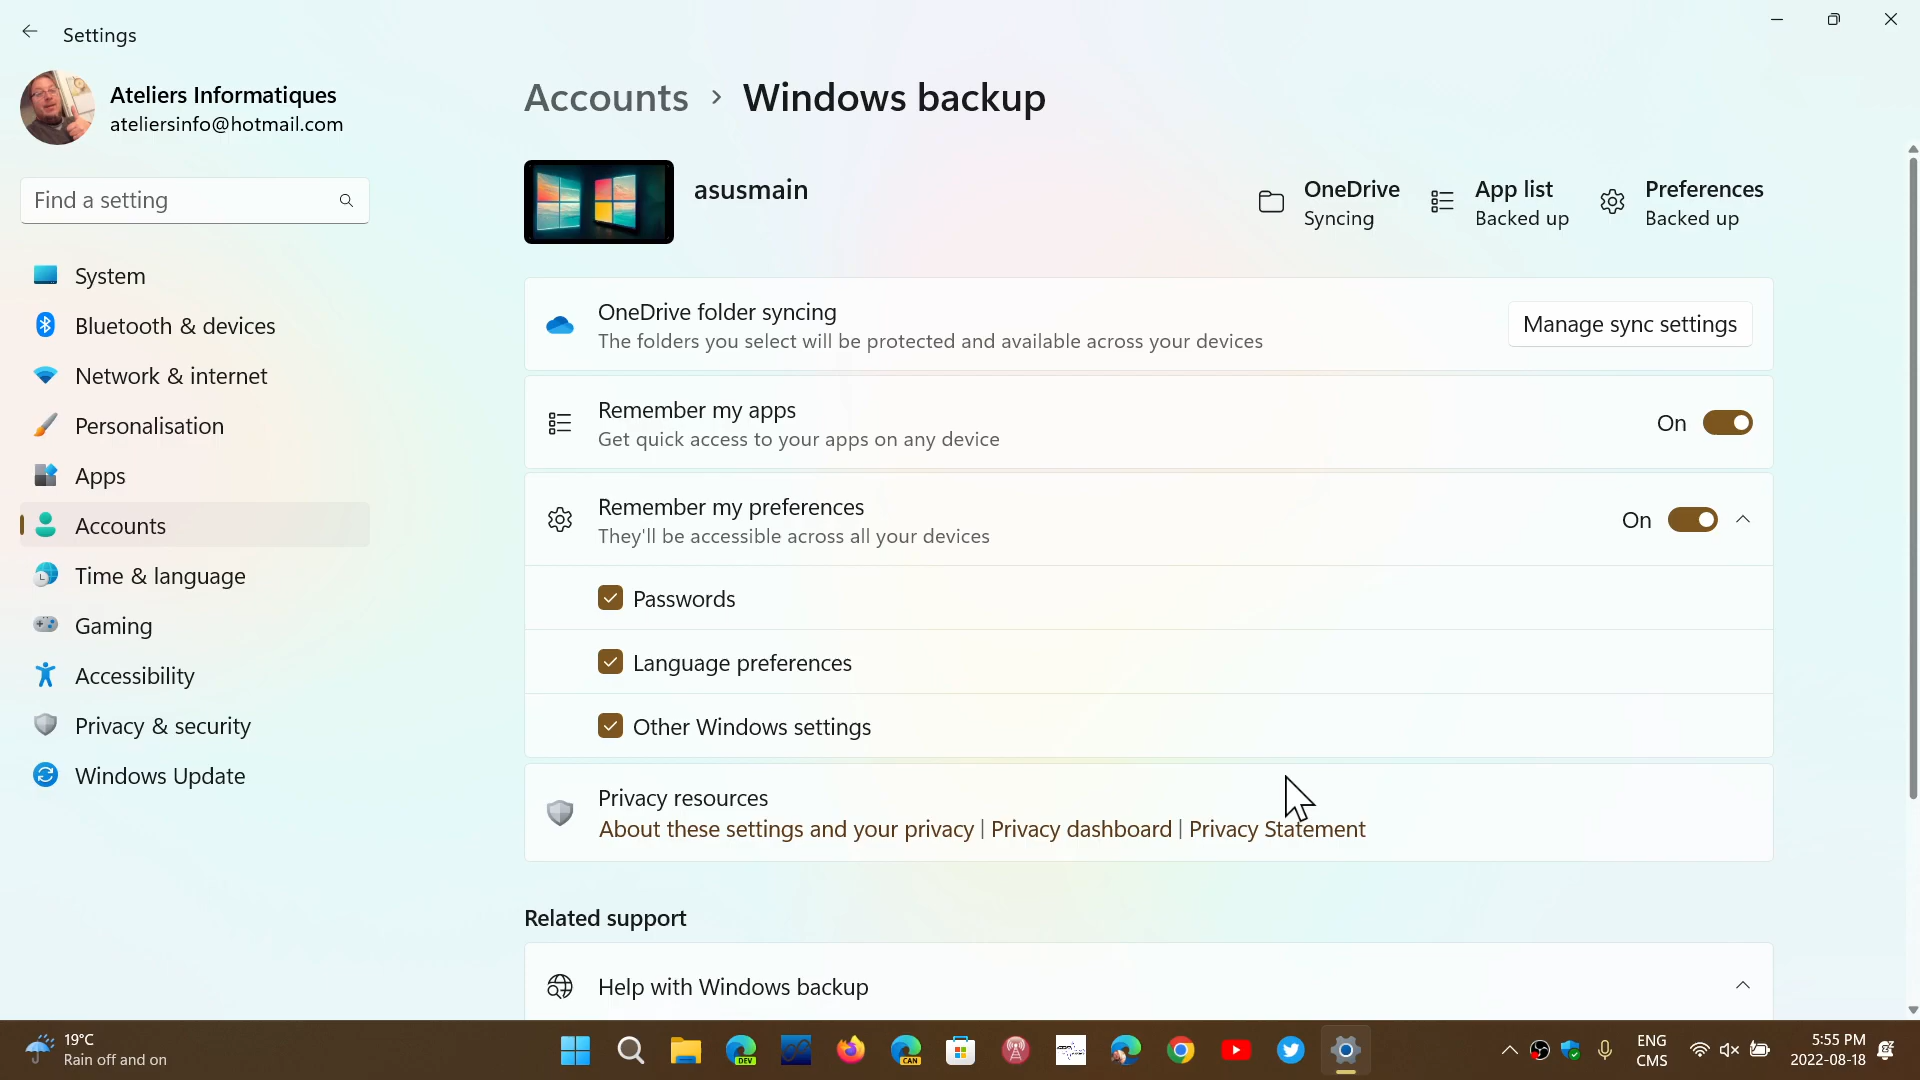 Settings
Ateliers Informatiques
ateliersinfo@hotmail.com
Find a setting
System
Bluetooth & devices
Network & internet
Personalisation
Apps
Accounts
Time & language
Gaming
Accessibility
Privacy & security
Windows Update
Accounts > Windows backup
asusmain
OneDrive
Syncing
App list
Backed up
Preferences
Backed up
OneDrive folder syncing
The folders you select will be protected and available across your devices
Manage sync settings
Remember my apps
Get quick access to your apps on any device
On
Remember my preferences
They'll be accessible across all your devices
On
Passwords
Language preferences
Other Windows settings
Privacy resources
About these settings and your privacy | Privacy dashboard | Privacy Statement
Related support
Help with Windows backup
19°C
Rain off and on
DEV
CAN
ENG
CMS
5:55 PM
2022-08-18